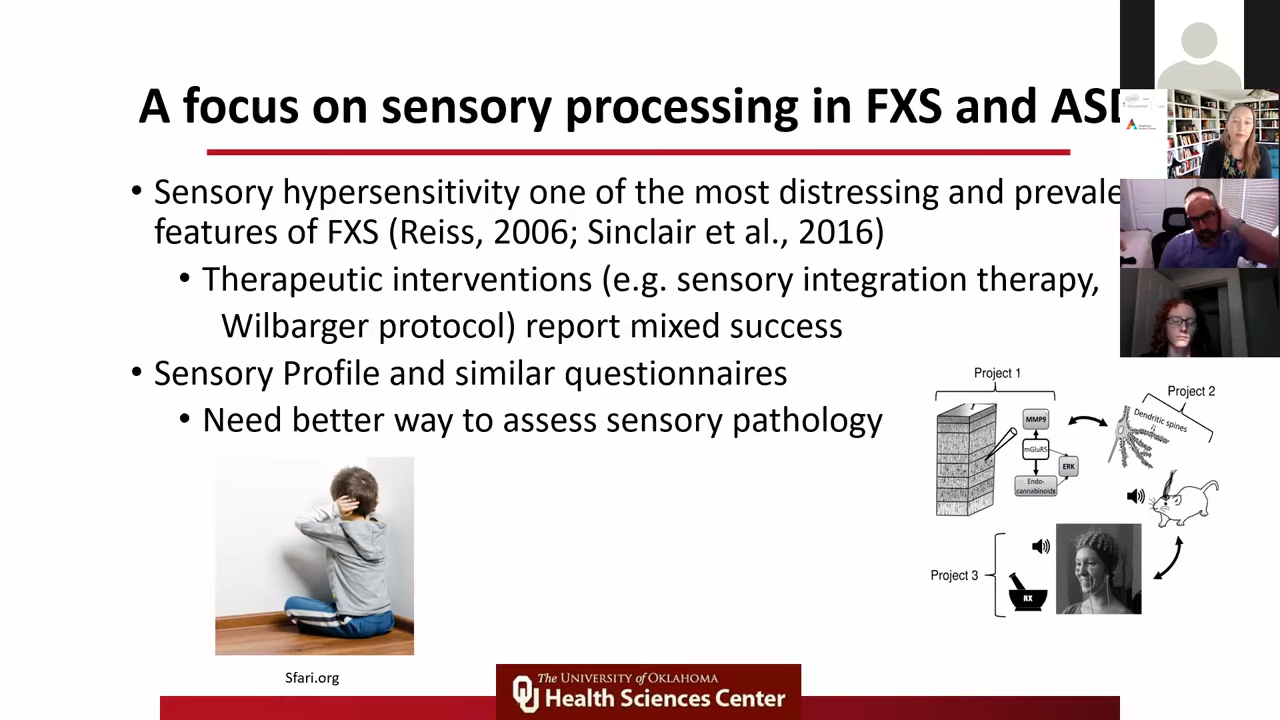 A focus on sensory processing in FXS and ASD
• Sensory hypersensitivity one of the most distressing and prevale
features of FXS (Reiss, 2006; Sinclair et al., 2016)
• Therapeutic interventions (e.g. sensory integration therapy,
Wilbarger protocol) report mixed success
• Sensory Profile and similar questionnaires
• Need better way to assess sensory pathology
Project 1
Project 2
MMP9
mGluR5
ERK
Endo-
cannabinoids
Dendritic spines
Project 3
RX
Sfari.org
The UNIVERSITY of OKLAHOMA
Health Sciences Center